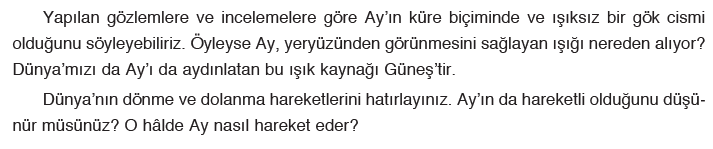 Yapılan gözlemlere ve incelemelere göre Ay’ın küre biçiminde ve ışıksız bir gök cismi
olduğunu söyleyebiliriz. Öyleyse Ay, yeryüzünden görünmesini sağlayan ışığı nereden alıyor?
Dünya’mızı da Ay’ı da aydınlatan bu ışık kaynağı Güneş’tir.
Dünya’nın dönme ve dolanma hareketlerini hatırlayınız. Ay’ın da hareketli olduğunu düşü-
nür müsünüz? O hâlde Ay nasıl hareket eder?